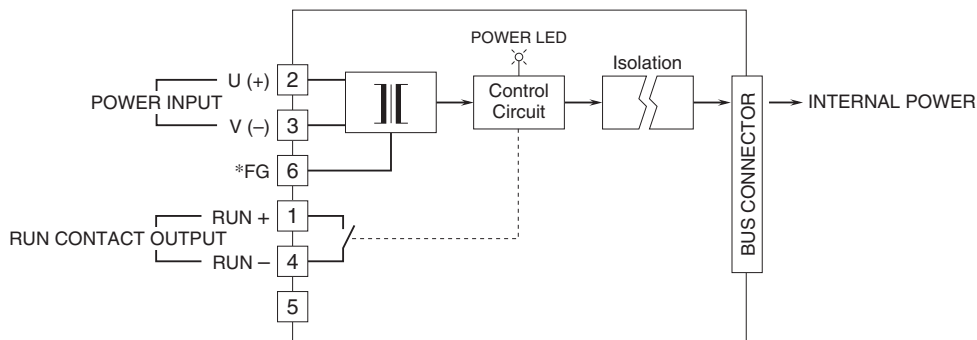 POWER LED
U (+) 2
POWER INPUT
V (–) 3
*FG 6
Control
Circuit
Isolation
BUS CONNECTOR
INTERNAL POWER
RUN + 1
RUN CONTACT OUTPUT
RUN – 4
5